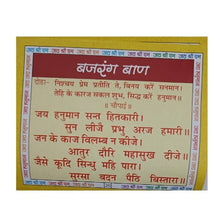 बजरंग बाण
दोहा- निश्चय प्रेम प्रतीति ते, बिनय करें सनमान।
तेहि के कारज सकल शुभ, सिद्ध करें हनुमान॥
॥ चौपाई ॥
जय हनुमान सन्त हितकारी।
सुन लीजै प्रभु अरज हमारी॥
जन के काज विलम्ब न कीजै।
आतुर दौरि महासुख दीजै॥
जैसे कूदि सिन्धु महि पारा।
सुरसा बदन पैठि बिस्तारा॥